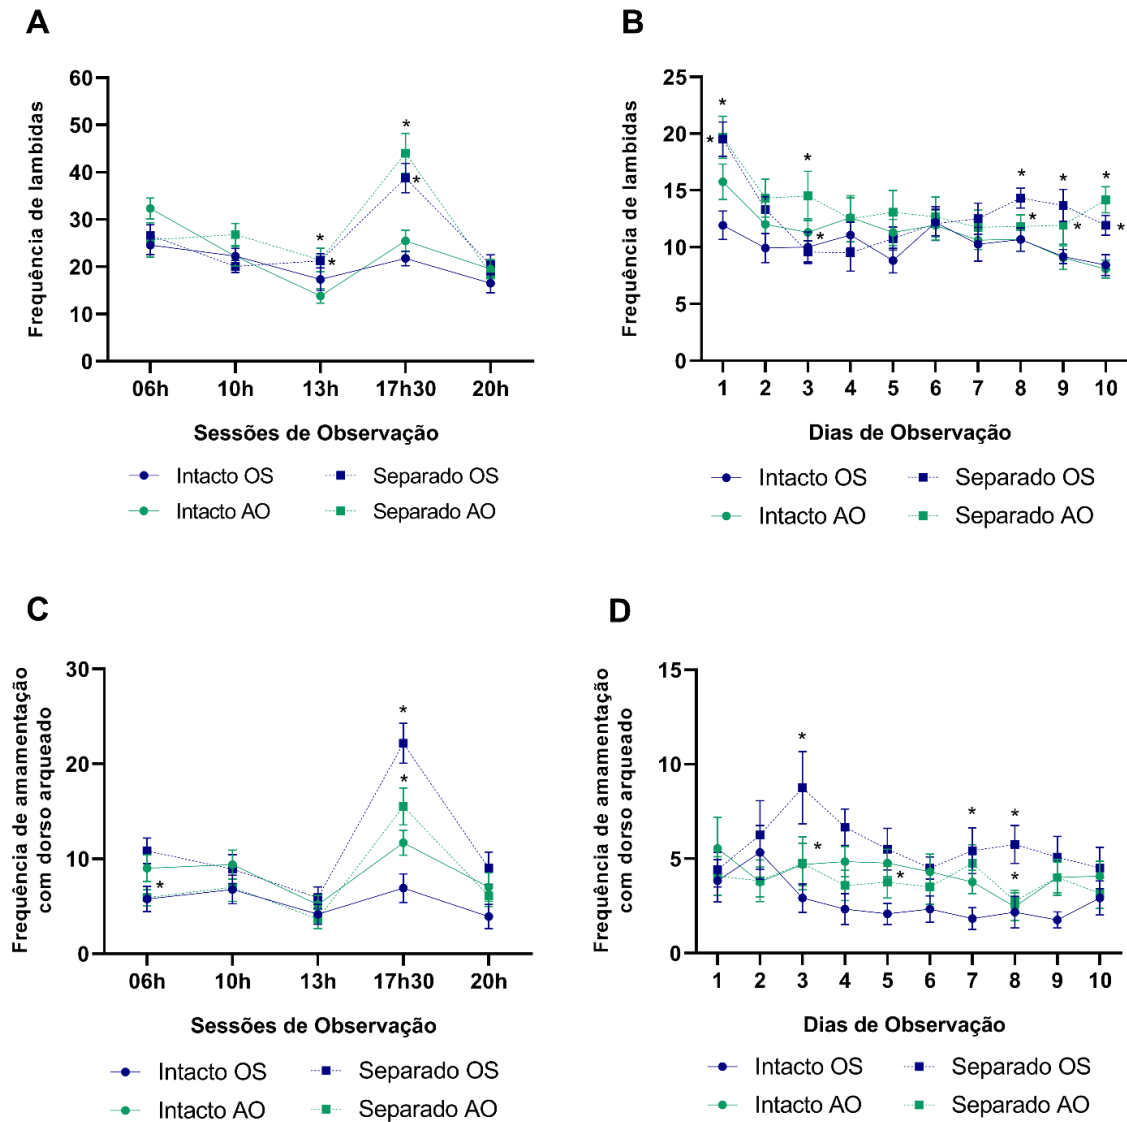 A
Frequência de lambidas
60
50
40
30
20
10
0
*
*
*
*
06h 10h 13h 17h30 20h
Sessões de Observação
Intacto OS Separado OS
Intacto AO Separado AO
B
Frequência de lambidas
25
20
15
10
5
0
*
*
*
*
*
*
*
*
*
*
1 2 3 4 5 6 7 8 9 10
Dias de Observação
Intacto OS Separado OS
Intacto AO Separado AO
C
Frequência de amamentação
com dorso arqueado
30
20
10
0
*
*
*
06h 10h 13h 17h30 20h
Sessões de Observação
Intacto OS Separado OS
Intacto AO Separado AO
D
Frequência de amamentação
com dorso arqueado
15
10
5
0
*
*
*
*
*
*
1 2 3 4 5 6 7 8 9 10
Dias de Observação
Intacto OS Separado OS
Intacto AO Separado AO